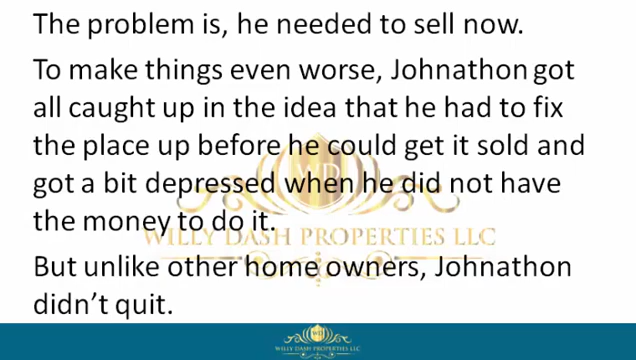 The problem is, he needed to sell now.
To make things even worse, Johnathon got
all caught up in the idea that he had to fix
the place up before he could get it sold and
got a bit depressed when he did not have
the money to do it.
WILLY DASH PROPERTIES LLC
But unlike other home owners, Johnathon
didn’t quit.
WILLY DASH PROPERTIES LLC